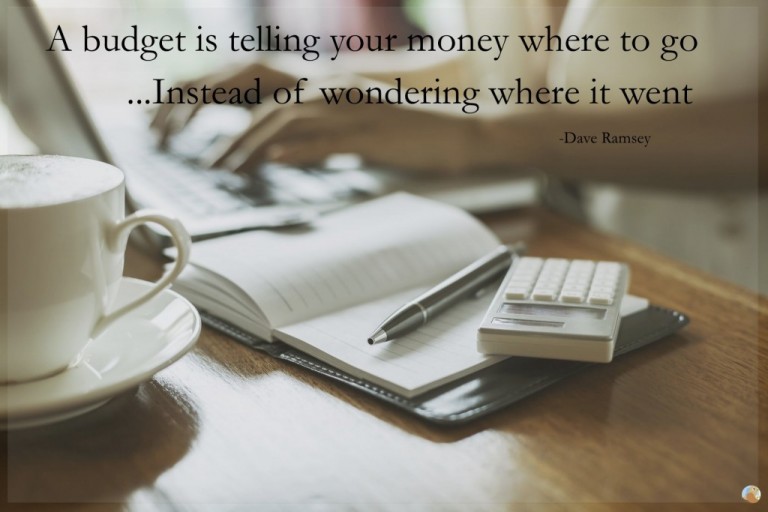 A budget is telling your money where to go
...Instead of wondering where it went
-Dave Ramsey